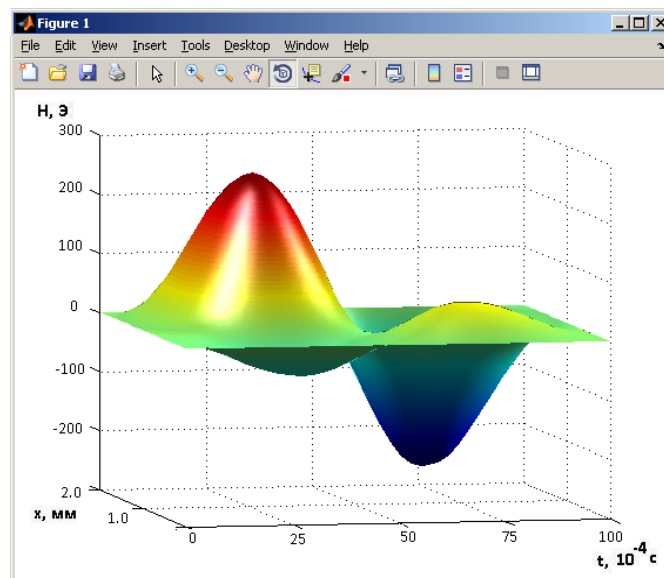 Figure 1
File Edit View Insert Tools Desktop Window Help
H, Э
300
200
100
0
-100
-200
2.0
x, мм
1.0
0
25
50
75
100
t, 10⁻⁴ c